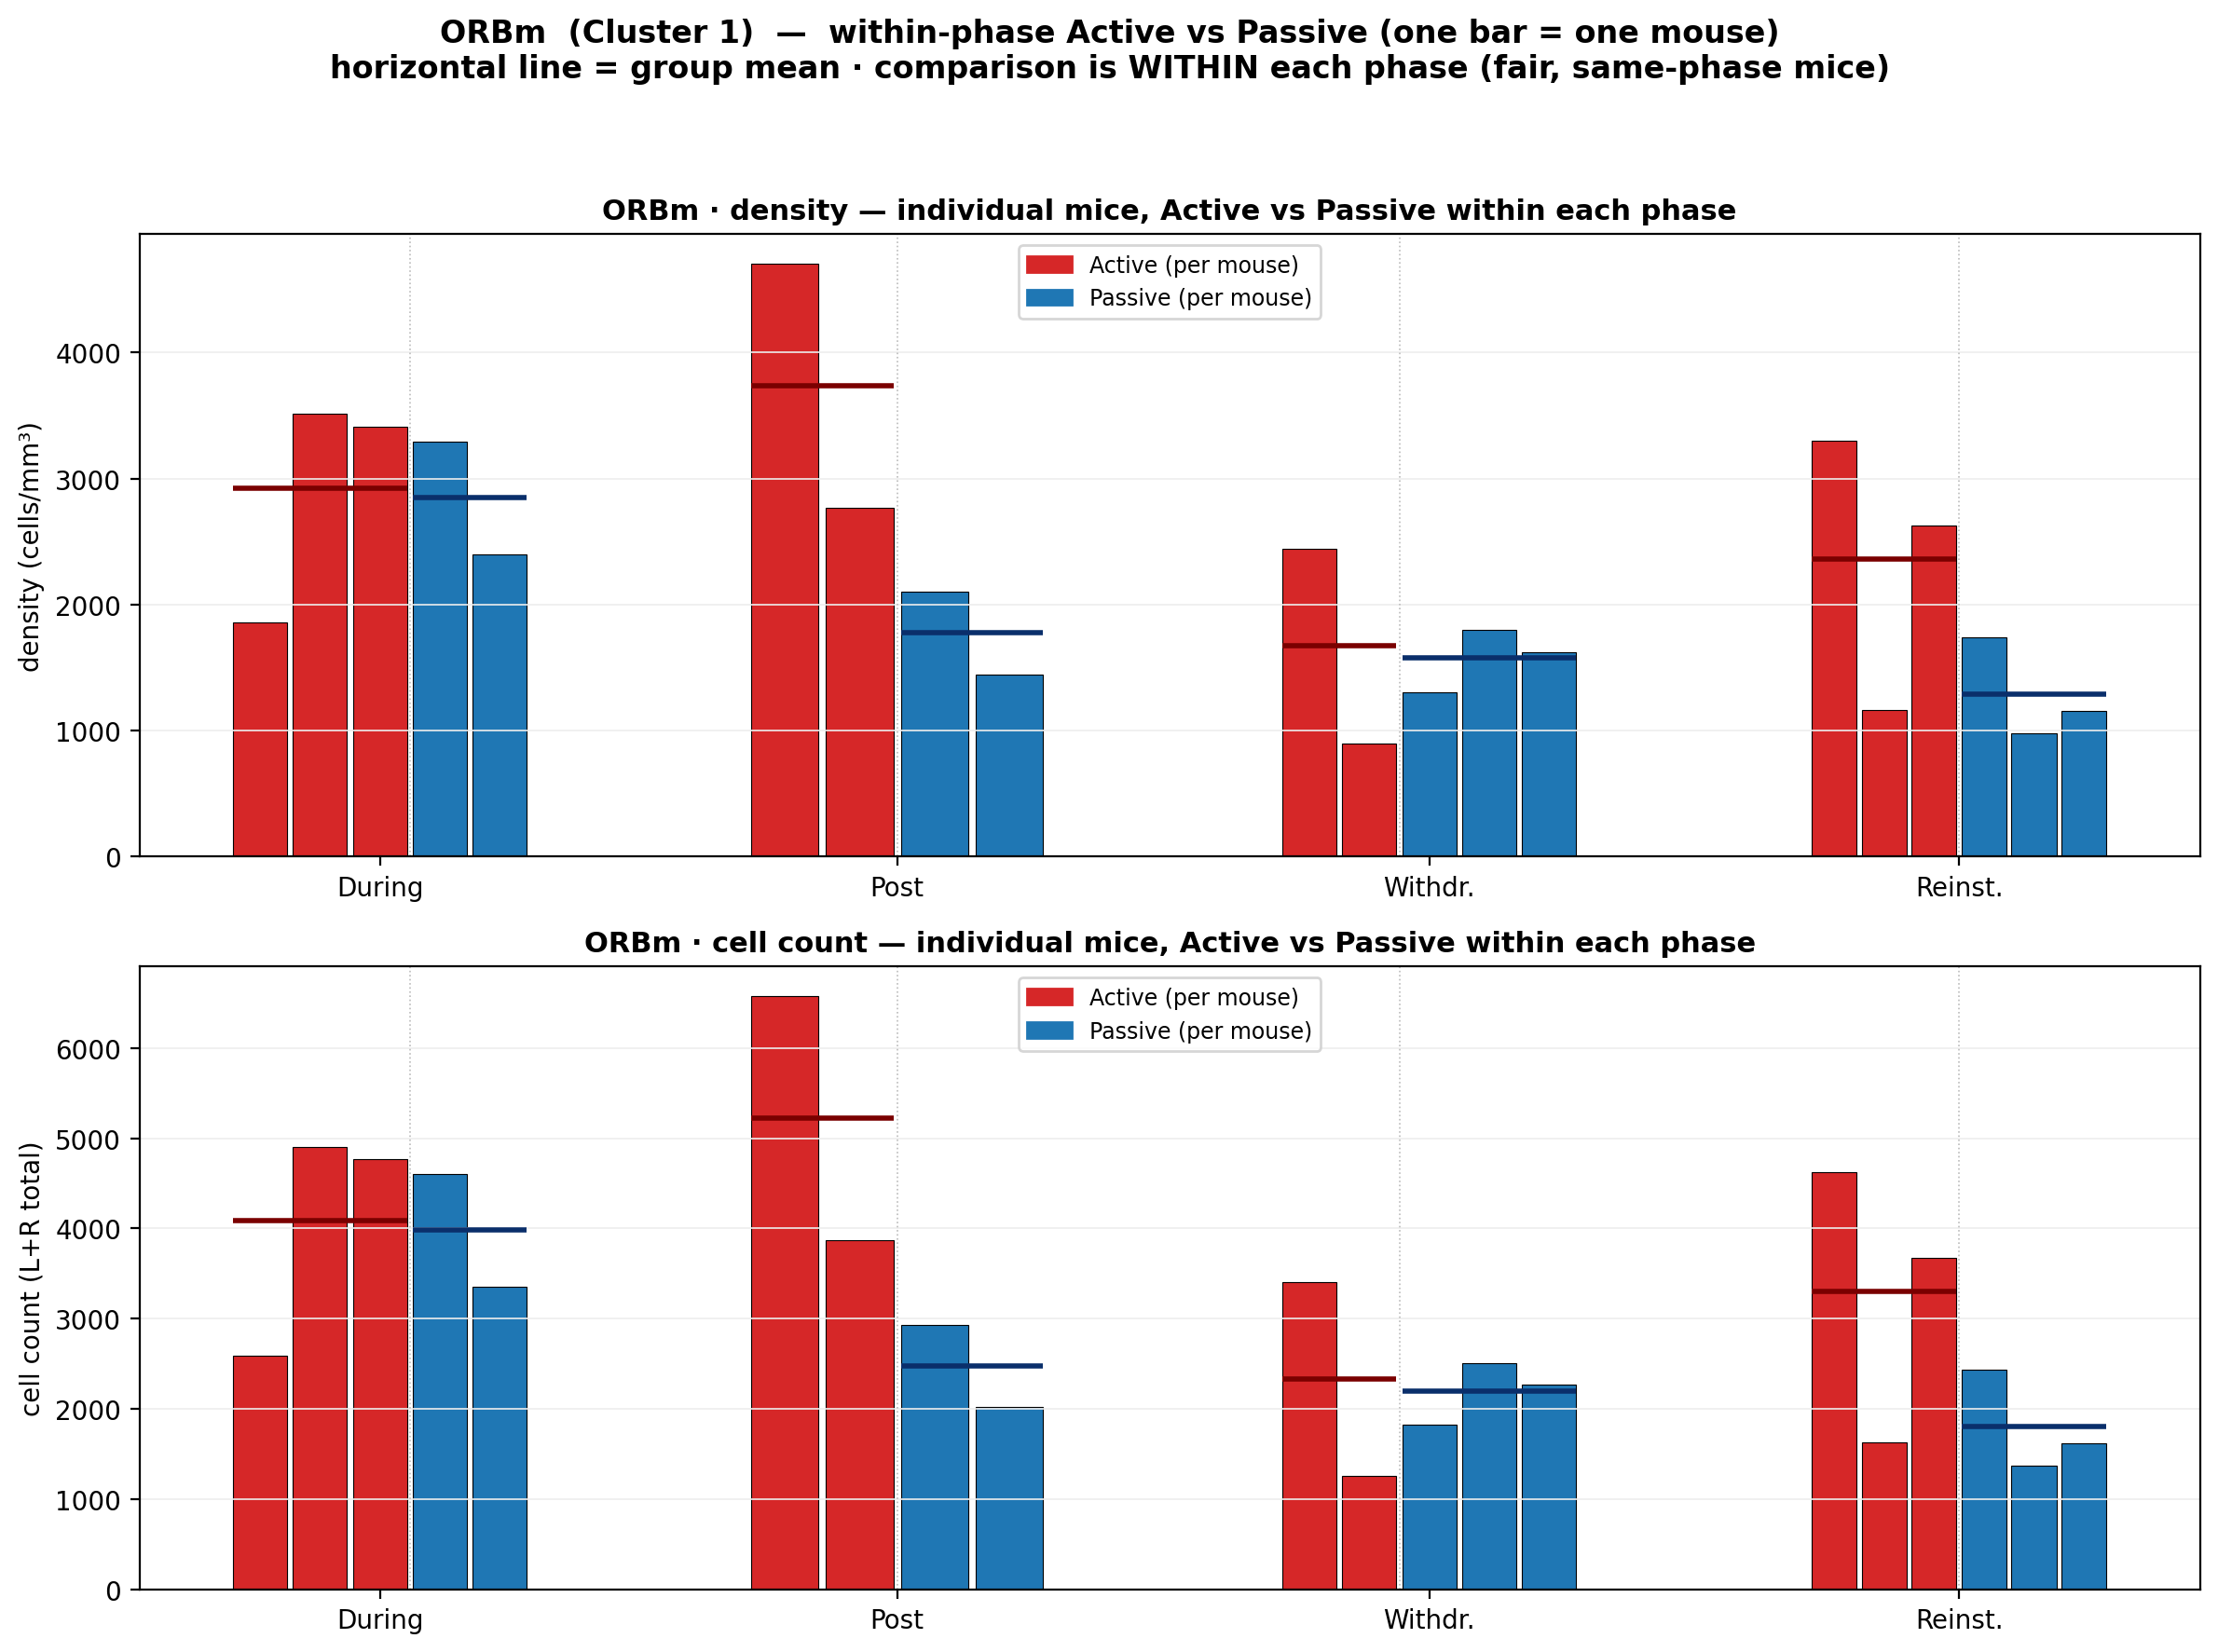 ORBm  (Cluster 1)  —  within-phase Active vs Passive (one bar = one mouse)
horizontal line = group mean · comparison is WITHIN each phase (fair, same-phase mice)
ORBm · density — individual mice, Active vs Passive within each phase
Active (per mouse)
Passive (per mouse)
density (cells/mm³)
4000
3000
2000
1000
0
During
Post
Withdr.
Reinst.
ORBm · cell count — individual mice, Active vs Passive within each phase
Active (per mouse)
Passive (per mouse)
cell count (L+R total)
6000
5000
4000
3000
2000
1000
0
During
Post
Withdr.
Reinst.